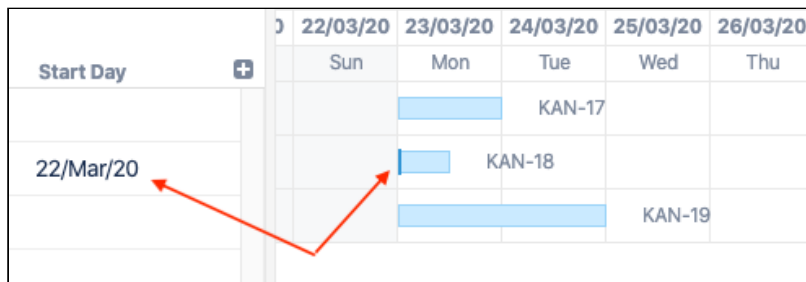 22/03/20 23/03/20 24/03/20 25/03/20 26/03/20
Start Day Sun Mon Tue Wed Thu
KAN-17
22/Mar/20 KAN-18
KAN-19